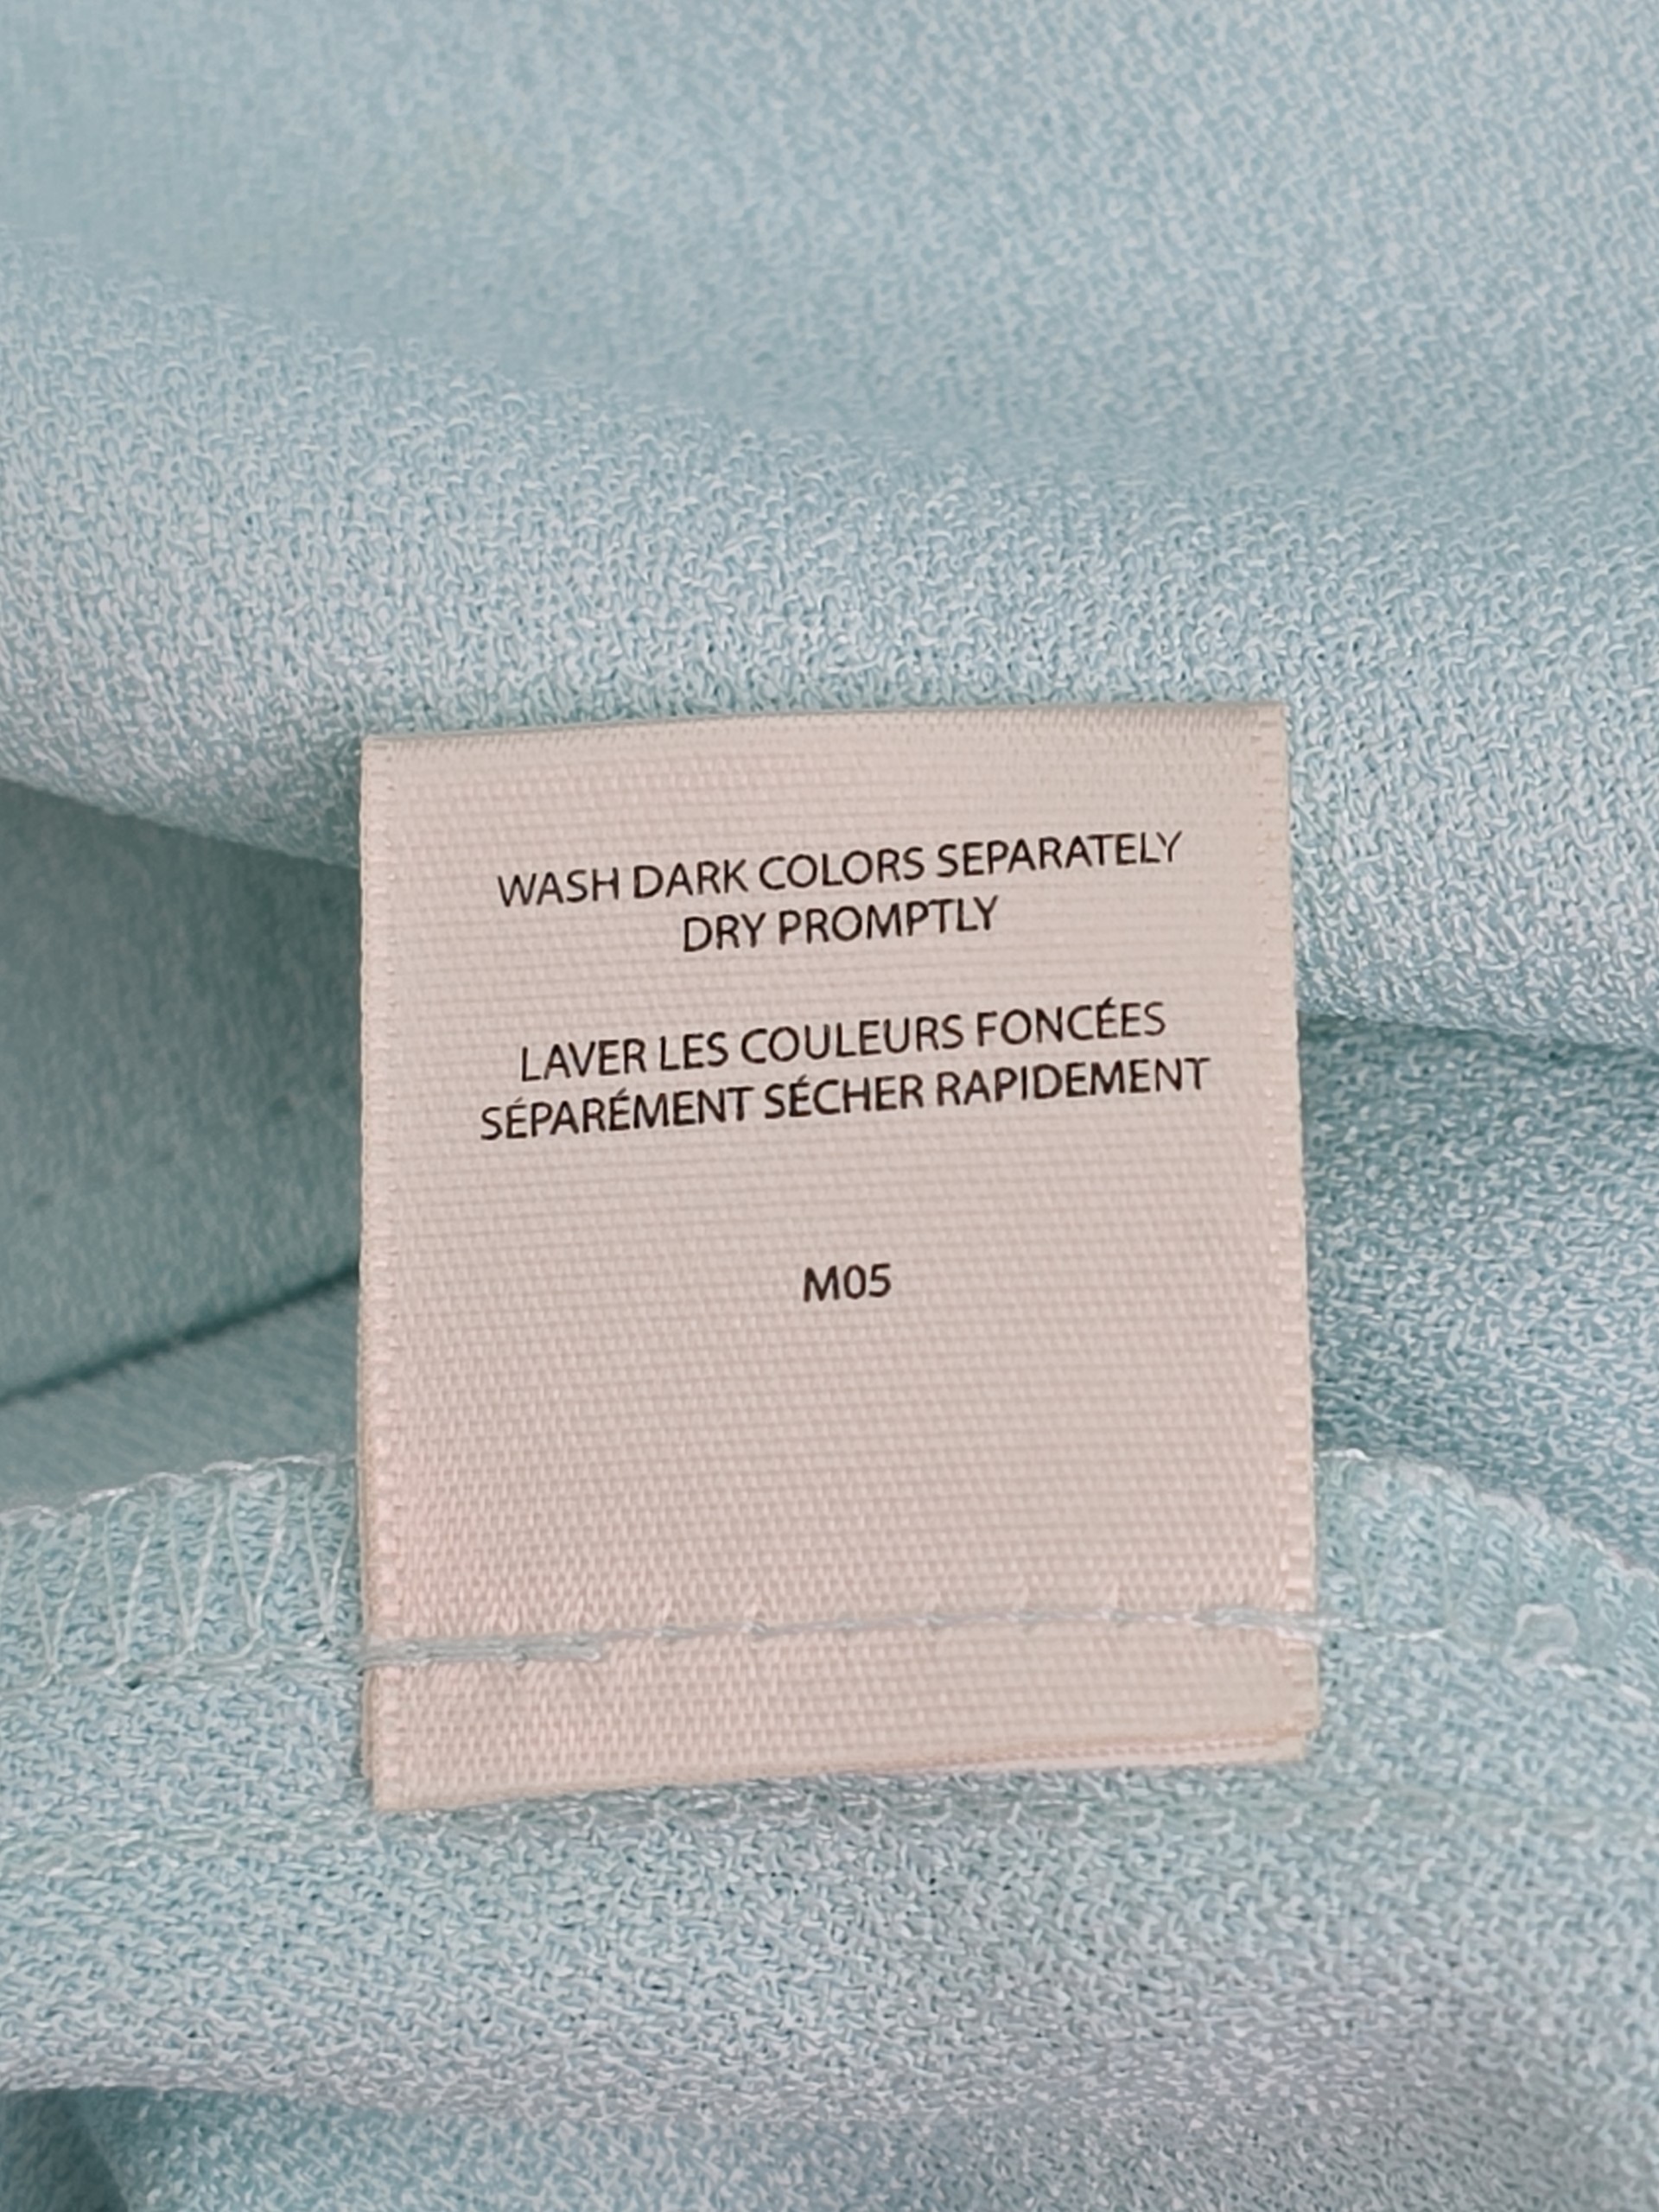 WASH DARK COLORS SEPARATELY
DRY PROMPTLY
LAVER LES COULEURS FONCÉES
SÉPARÉMENT SÉCHER RAPIDEMENT
M05